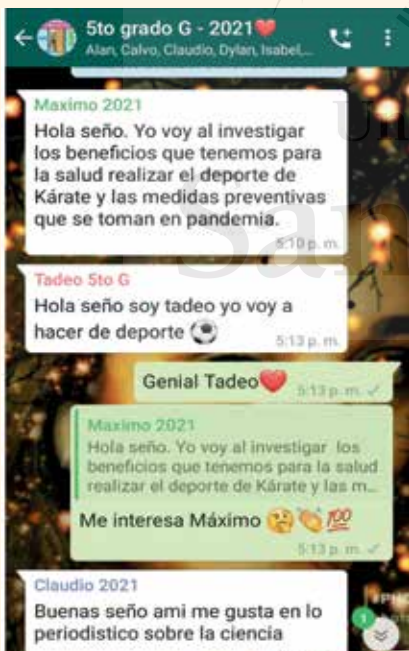 5to grado G - 2021❤️
Alan, Calvo, Claudio, Dylan, Isabel,...
Maximo 2021
Hola seño. Yo voy al investigar
los beneficios que tenemos para
la salud realizar el deporte de
Kárate y las medidas preventivas
que se toman en pandemia.
5:10 p. m.
Tadeo 5to G
Hola seño soy tadeo yo voy a
hacer de deporte ⚽
5:13 p. m.
Genial Tadeo❤️
5:13 p. m.
Maximo 2021
Hola seño. Yo voy al investigar los
beneficios que tenemos para la salud
realizar el deporte de Kárate y las m...
Me interesa Máximo 🤔👏💯
5:13 p. m.
Claudio 2021
Buenas seño ami me gusta en lo
periodistico sobre la ciencia
1